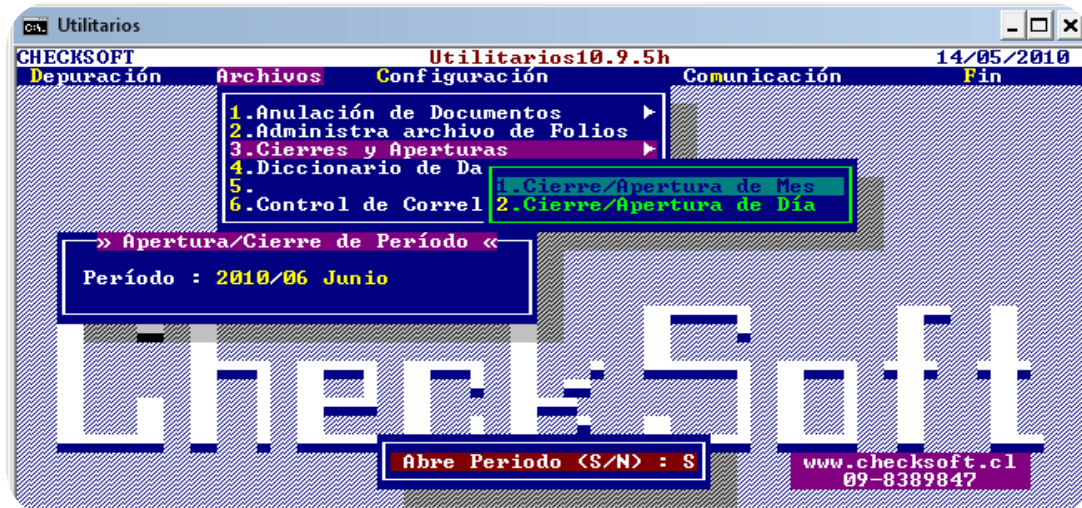 Utilitarios
CHECKSOFT Utilitarios10.9.5h 14/05/2010
Depuración Archivos Configuración Comunicación Fin
1.Anulación de Documentos
2.Administra archivo de Folios
3.Cierres y Aperturas
4.Diccionario de Da
5.
6.Control de Correl
1.Cierre/Apertura de Mes
2.Cierre/Apertura de Día
» Apertura/Cierre de Período «
Período : 2010/06 Junio
CheckSoft
Abre Periodo (S/N) : S
www.checksoft.cl
09-8389847